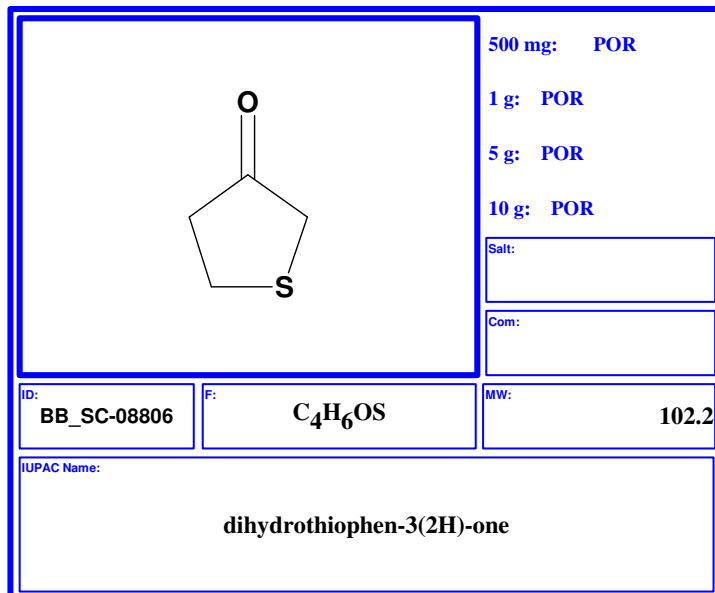 O
S
500 mg: POR
1 g: POR
5 g: POR
10 g: POR
Salt:
Com:
ID:
BB_SC-08806
F:
C4H6OS
MW:
102.2
IUPAC Name:
dihydrothiophen-3(2H)-one